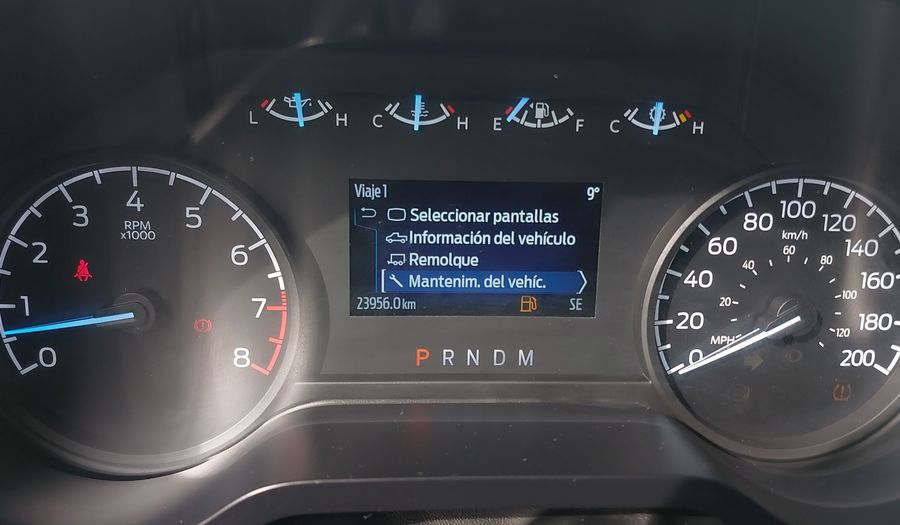 L H C H E F C H
Viaje 1 9°
Seleccionar pantallas
Información del vehículo
Remolque
Mantenim. del vehíc.
23956.0 km SE
P R N D M
0 1 2 3 4 5 6 7 8
RPM
x1000
0 20 40 60 80 100 120 140 160 180 200
km/h
20 40 60 80 100 120
MPH